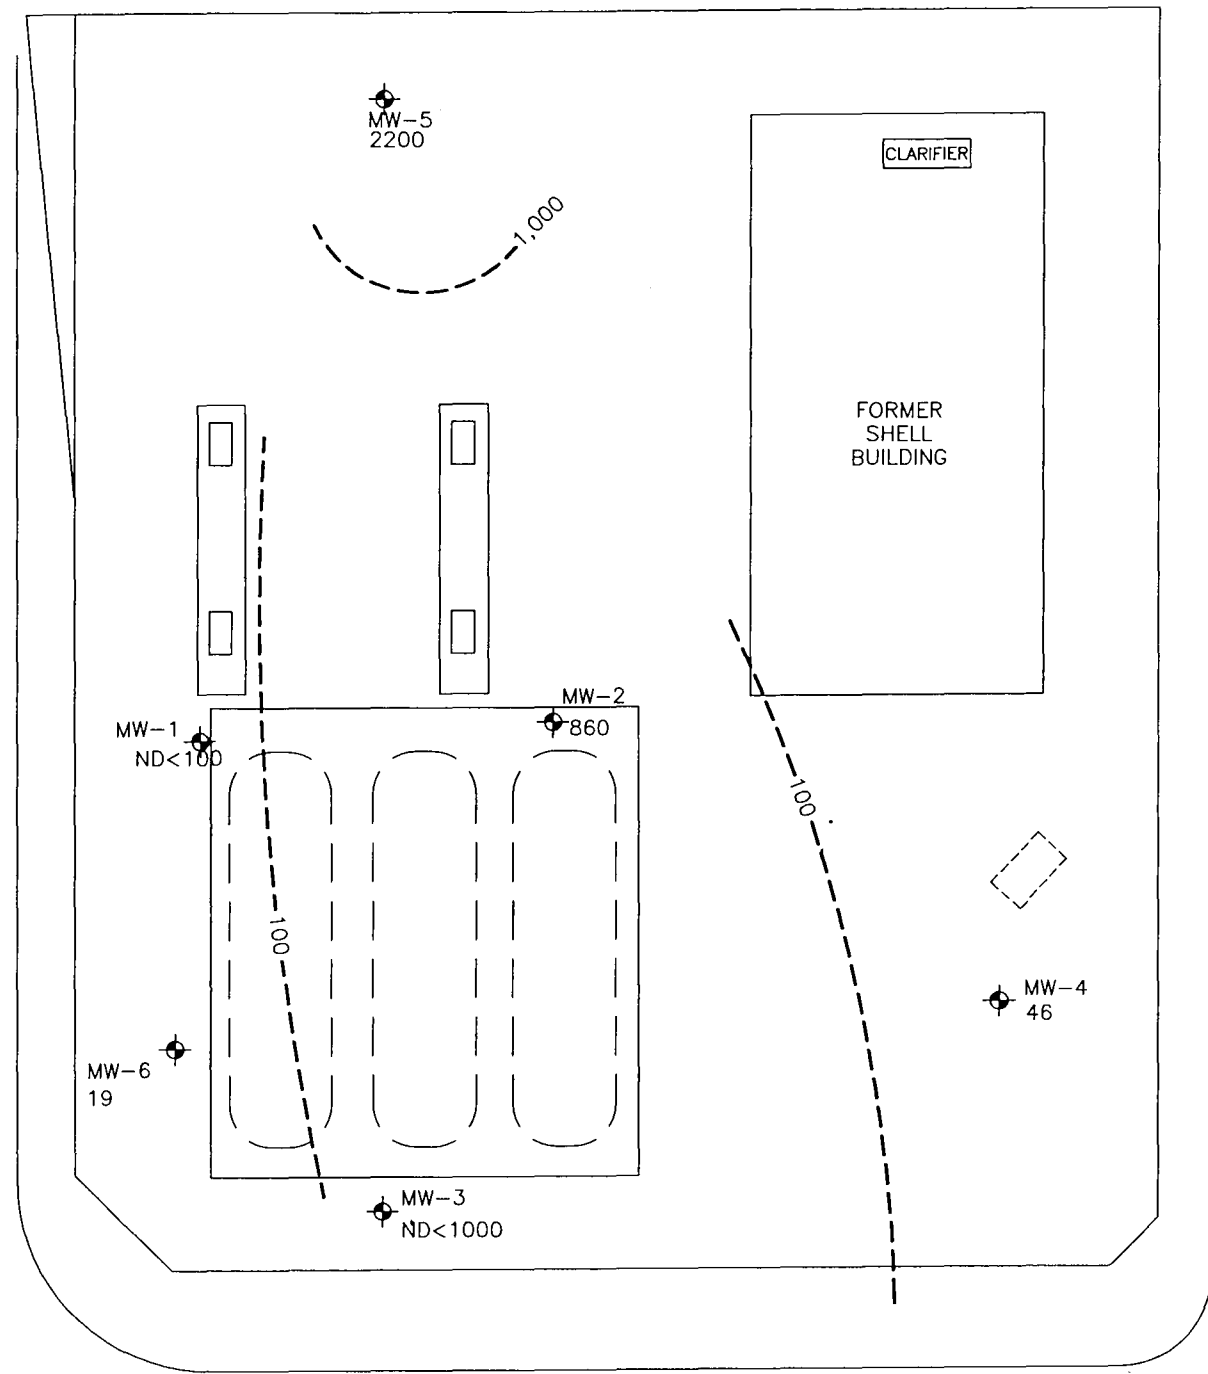 MW-5
2200
CLARIFIER
1,000
FORMER
SHELL
BUILDING
MW-2
860
MW-1
ND<100
100
100
MW-4
46
MW-6
19
MW-3
ND<1000